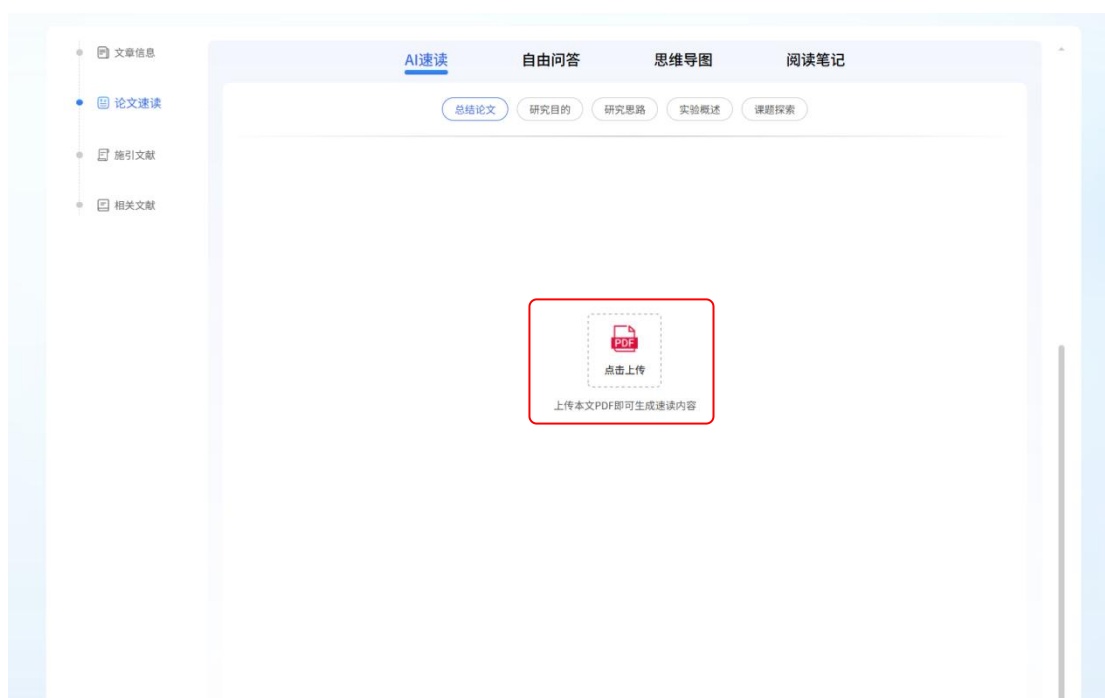 文章信息
论文速读
施引文献
相关文献
AI速读 自由问答 思维导图 阅读笔记
总结论文 研究目的 研究思路 实验概述 课题探索
PDF
点击上传
上传本文PDF即可生成速读内容